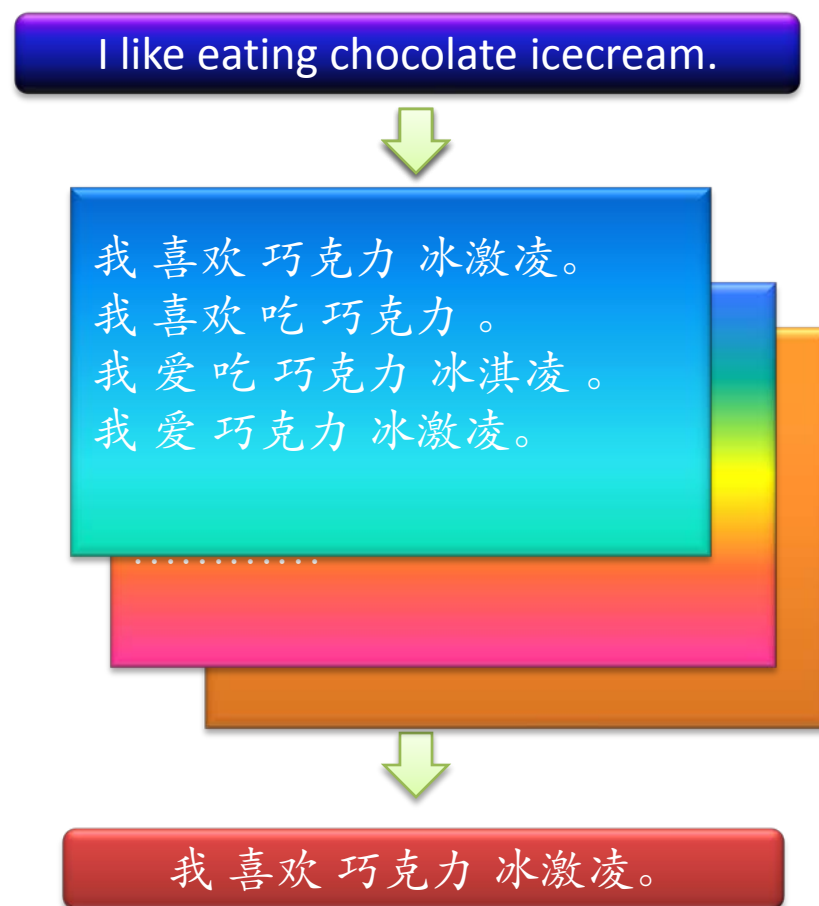 I like eating chocolate icecream.
我 喜欢 巧克力 冰激凌。
我 喜欢 吃 巧克力 。
我 爱 吃 巧克力 冰淇凌 。
我 爱 巧克力 冰激凌。
............
我 喜欢 巧克力 冰激凌。